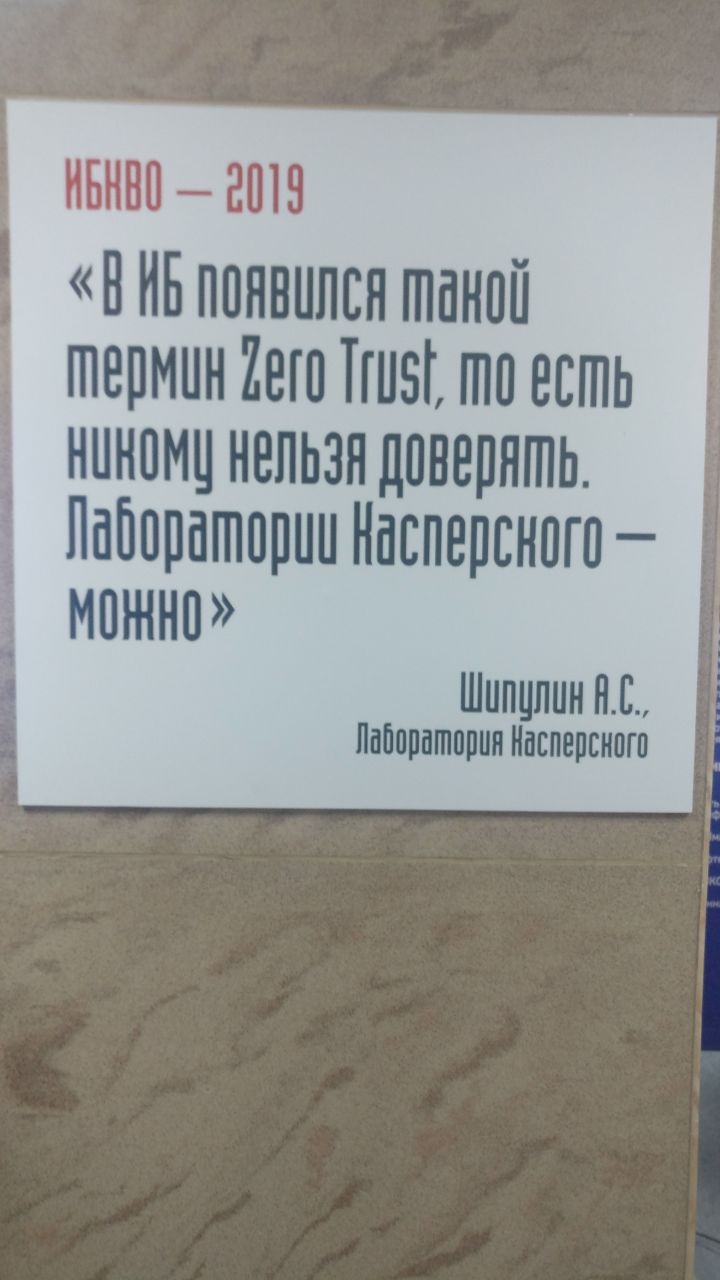 ИБКВО — 2019
«В ИБ появился такой
термин Zero Trust, то есть
никому нельзя доверять.
Лаборатории Касперского —
можно»
Шипулин А.С.,
Лаборатория Касперского